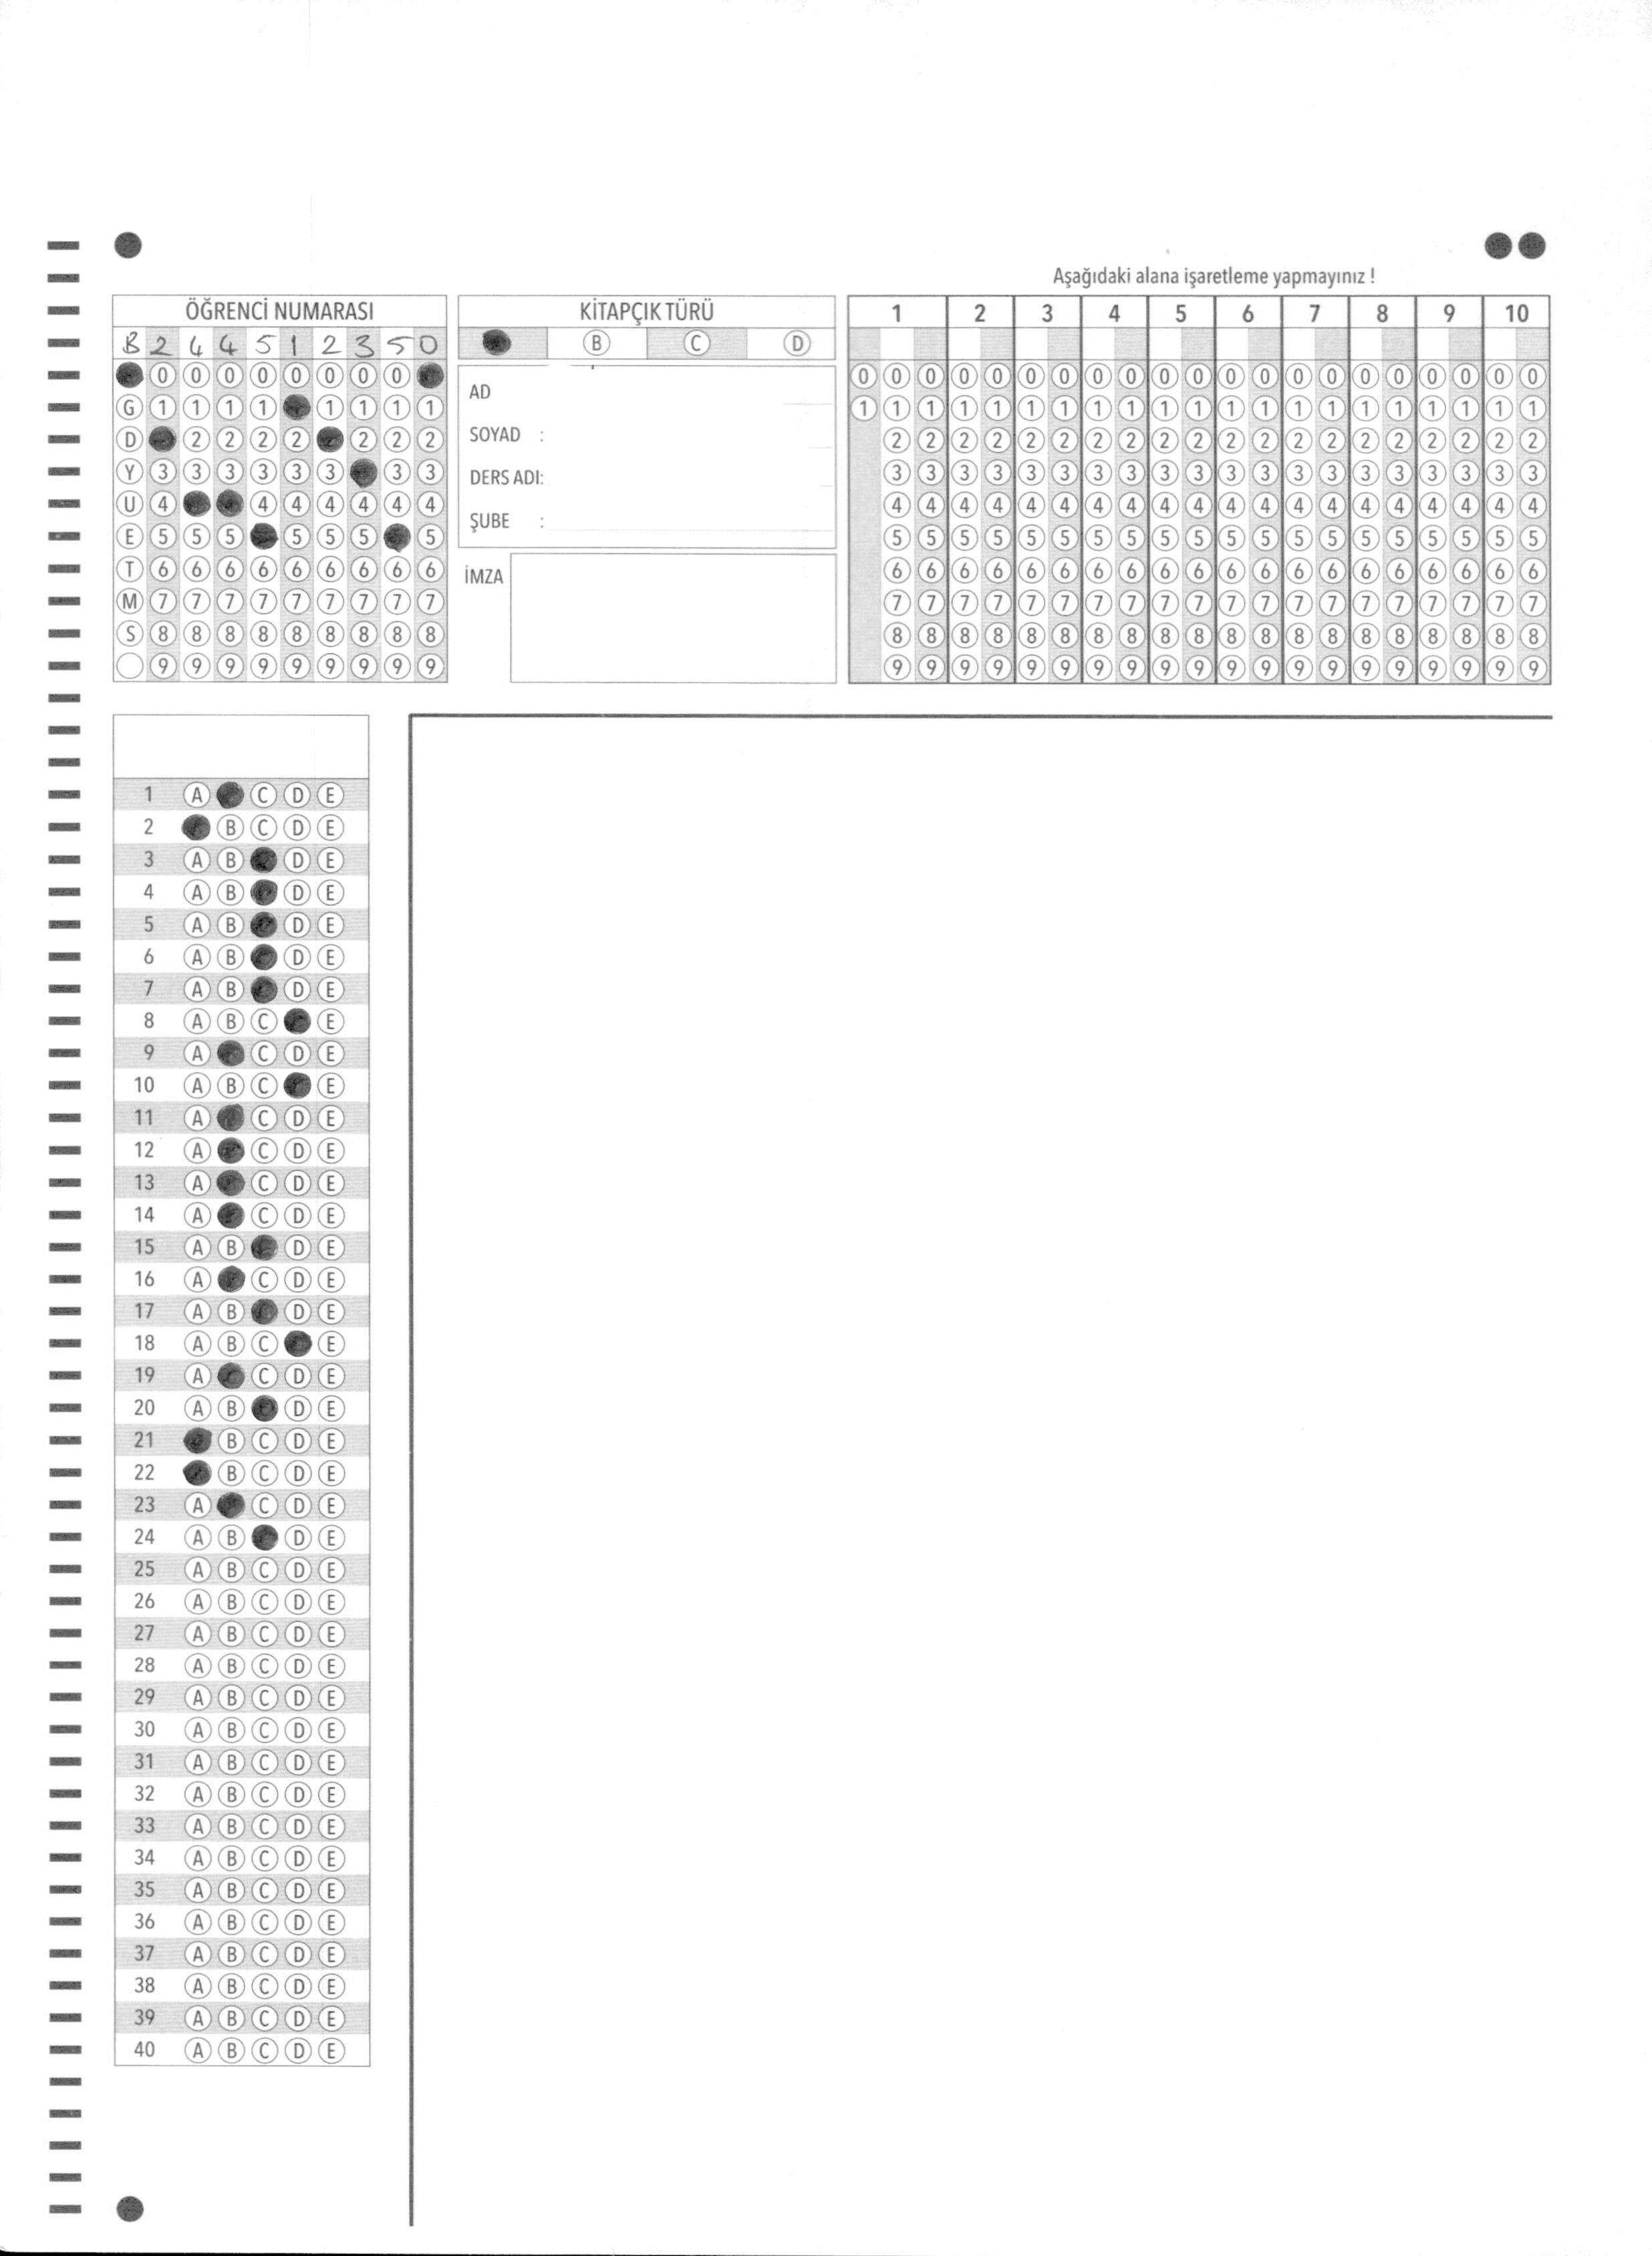 Aşağıdaki alana işaretleme yapmayınız !
ÖĞRENCİ NUMARASI
B 2 4 4 5 1 2 3 5 0
0 0 0 0 0 0 0 0
G 1 1 1 1 1 1 1 1
D 2 2 2 2 2 2 2
Y 3 3 3 3 3 3 3 3
U 4 4 4 4 4 4 4
E 5 5 5 5 5 5 5
T 6 6 6 6 6 6 6 6 6
M 7 7 7 7 7 7 7 7 7
S 8 8 8 8 8 8 8 8 8
9 9 9 9 9 9 9 9 9
KİTAPÇIK TÜRÜ
B C D
AD
SOYAD :
DERS ADI:
ŞUBE :
İMZA
1 2 3 4 5 6 7 8 9 10
0 0 0 0 0 0 0 0 0 0 0 0 0 0 0 0 0 0 0 0 0
1 1 1 1 1 1 1 1 1 1 1 1 1 1 1 1 1 1 1 1 1
2 2 2 2 2 2 2 2 2 2 2 2 2 2 2 2 2 2 2 2
3 3 3 3 3 3 3 3 3 3 3 3 3 3 3 3 3 3 3 3
4 4 4 4 4 4 4 4 4 4 4 4 4 4 4 4 4 4 4 4
5 5 5 5 5 5 5 5 5 5 5 5 5 5 5 5 5 5 5 5
6 6 6 6 6 6 6 6 6 6 6 6 6 6 6 6 6 6 6 6
7 7 7 7 7 7 7 7 7 7 7 7 7 7 7 7 7 7 7 7
8 8 8 8 8 8 8 8 8 8 8 8 8 8 8 8 8 8 8 8
9 9 9 9 9 9 9 9 9 9 9 9 9 9 9 9 9 9 9 9
1 A C D E
2 B C D E
3 A B D E
4 A B D E
5 A B D E
6 A B D E
7 A B D E
8 A B C E
9 A C D E
10 A B C E
11 A C D E
12 A C D E
13 A C D E
14 A C D E
15 A B D E
16 A C D E
17 A B D E
18 A B C E
19 A C D E
20 A B D E
21 B C D E
22 B C D E
23 A C D E
24 A B D E
25 A B C D E
26 A B C D E
27 A B C D E
28 A B C D E
29 A B C D E
30 A B C D E
31 A B C D E
32 A B C D E
33 A B C D E
34 A B C D E
35 A B C D E
36 A B C D E
37 A B C D E
38 A B C D E
39 A B C D E
40 A B C D E